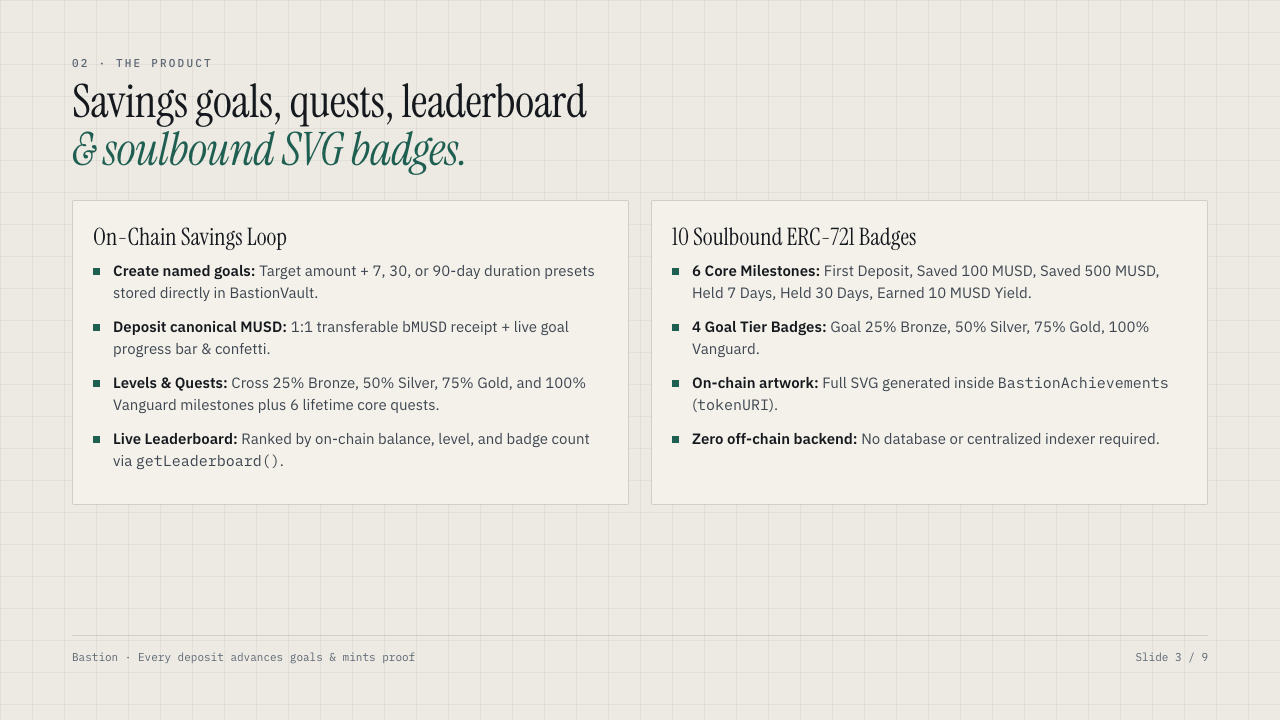 02 · THE PRODUCT
Savings goals, quests, leaderboard
& soulbound SVG badges.
On-Chain Savings Loop
Create named goals: Target amount + 7, 30, or 90-day duration presets
stored directly in BastionVault.
Deposit canonical MUSD: 1:1 transferable bMUSD receipt + live goal
progress bar & confetti.
Levels & Quests: Cross 25% Bronze, 50% Silver, 75% Gold, and 100%
Vanguard milestones plus 6 lifetime core quests.
Live Leaderboard: Ranked by on-chain balance, level, and badge count
via getLeaderboard().
10 Soulbound ERC-721 Badges
6 Core Milestones: First Deposit, Saved 100 MUSD, Saved 500 MUSD,
Held 7 Days, Held 30 Days, Earned 10 MUSD Yield.
4 Goal Tier Badges: Goal 25% Bronze, 50% Silver, 75% Gold, 100%
Vanguard.
On-chain artwork: Full SVG generated inside BastionAchievements
(tokenURI).
Zero off-chain backend: No database or centralized indexer required.
Bastion · Every deposit advances goals & mints proof
Slide 3 / 9